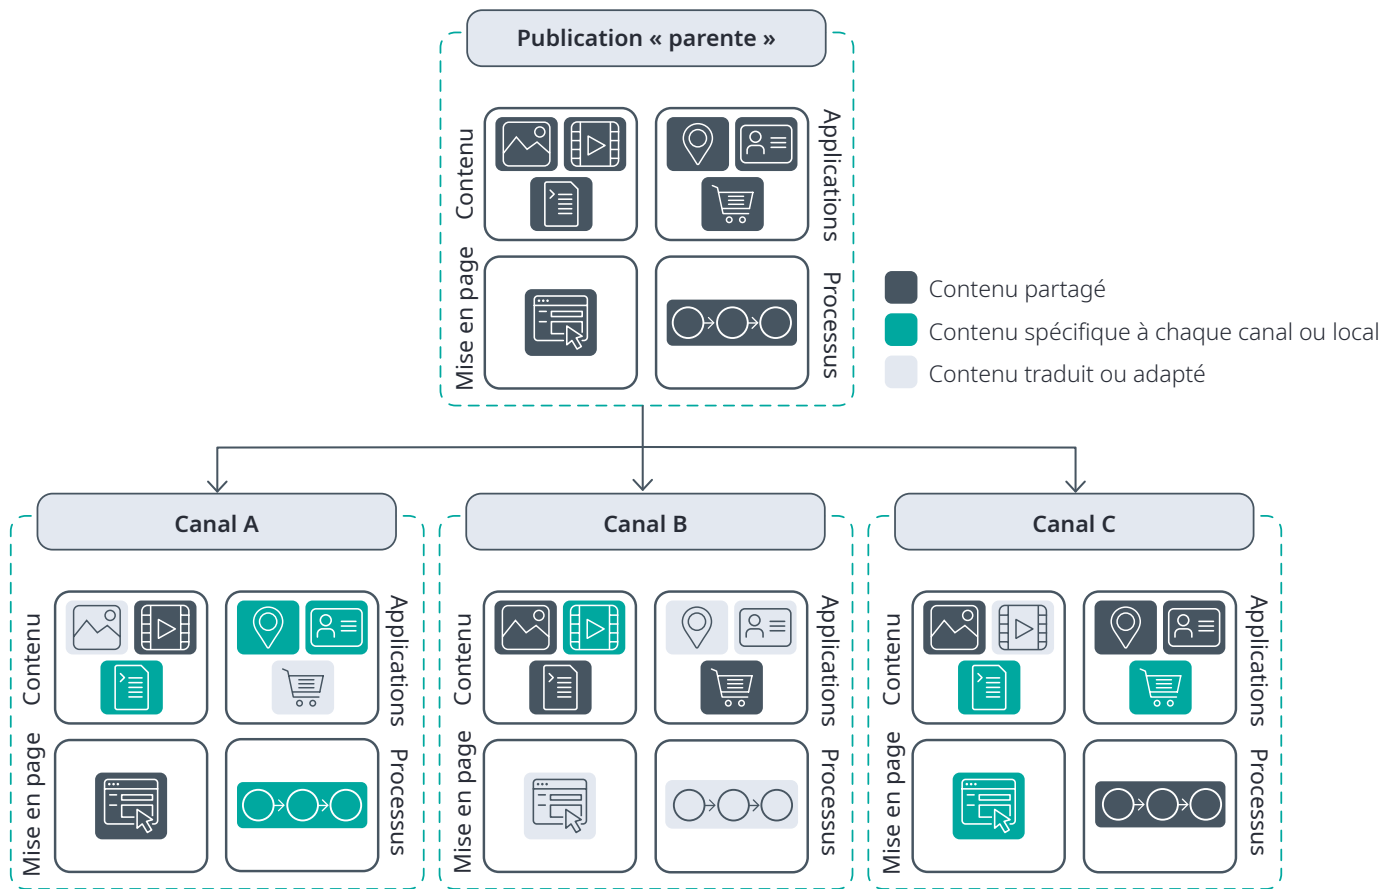 Publication « parente »
Contenu
Applications
Mise en page
Processus
Contenu partagé
Contenu spécifique à chaque canal ou local
Contenu traduit ou adapté
Canal A
Contenu
Applications
Mise en page
Processus
Canal B
Contenu
Applications
Mise en page
Processus
Canal C
Contenu
Applications
Mise en page
Processus